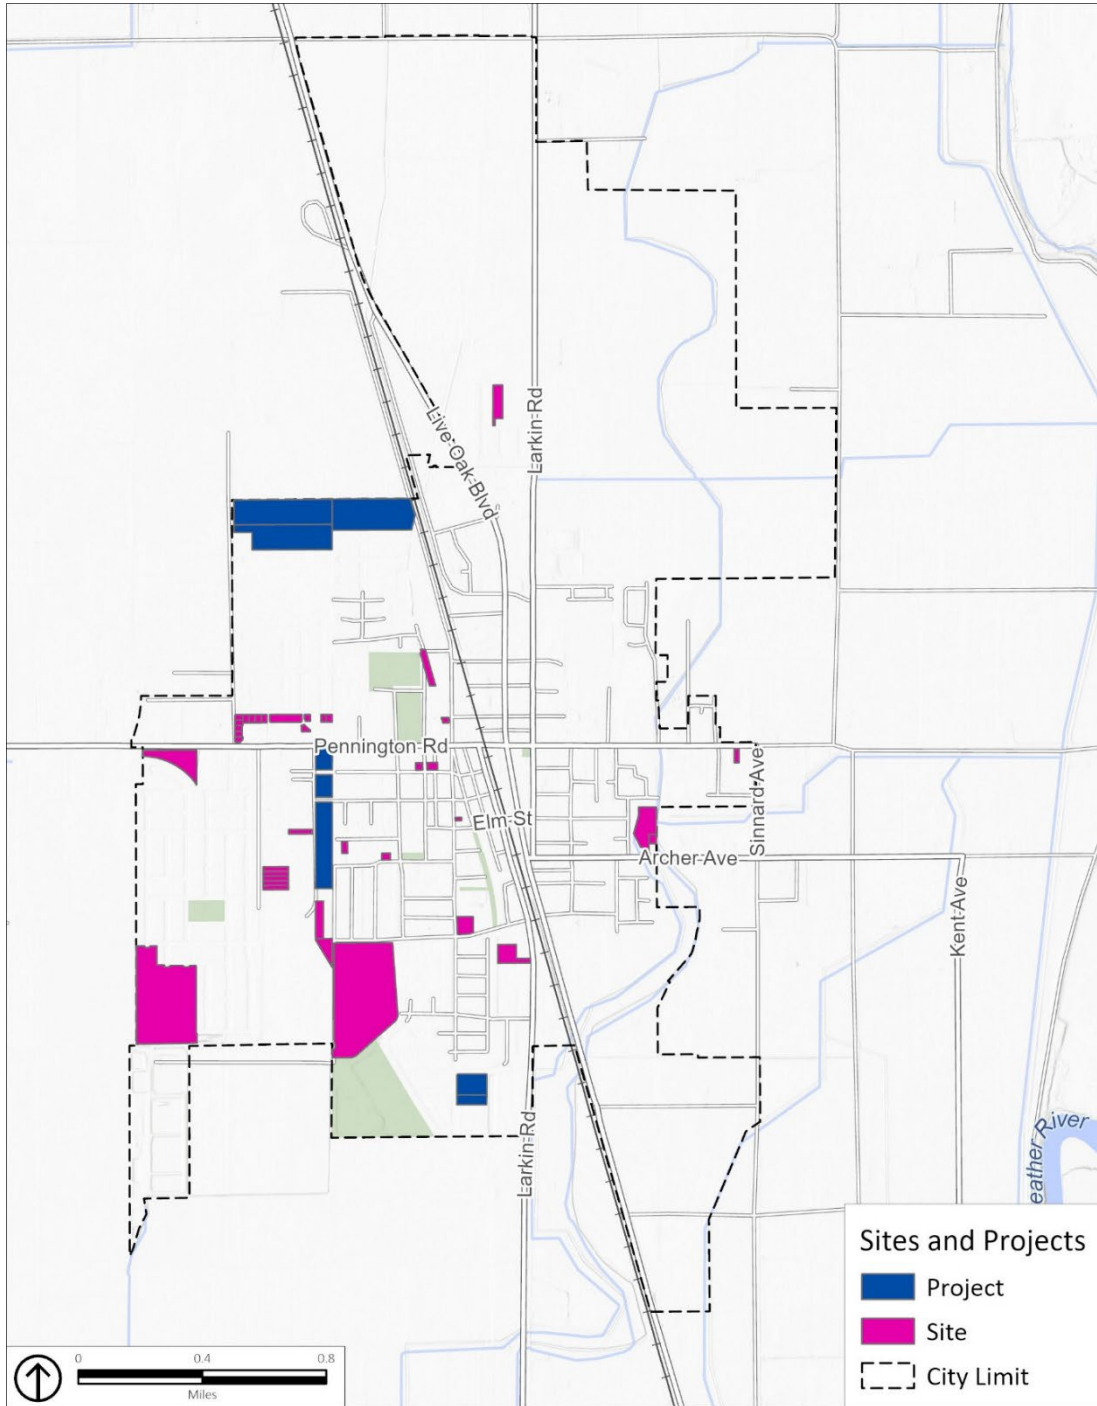 Larkin Rd
Live Oak Blvd
Pennington Rd
Elm St
Sinnard Ave
Archer Ave
Kent Ave
Larkin Rd
eather River
Sites and Projects
Project
Site
City Limit
0 0.4 0.8
Miles